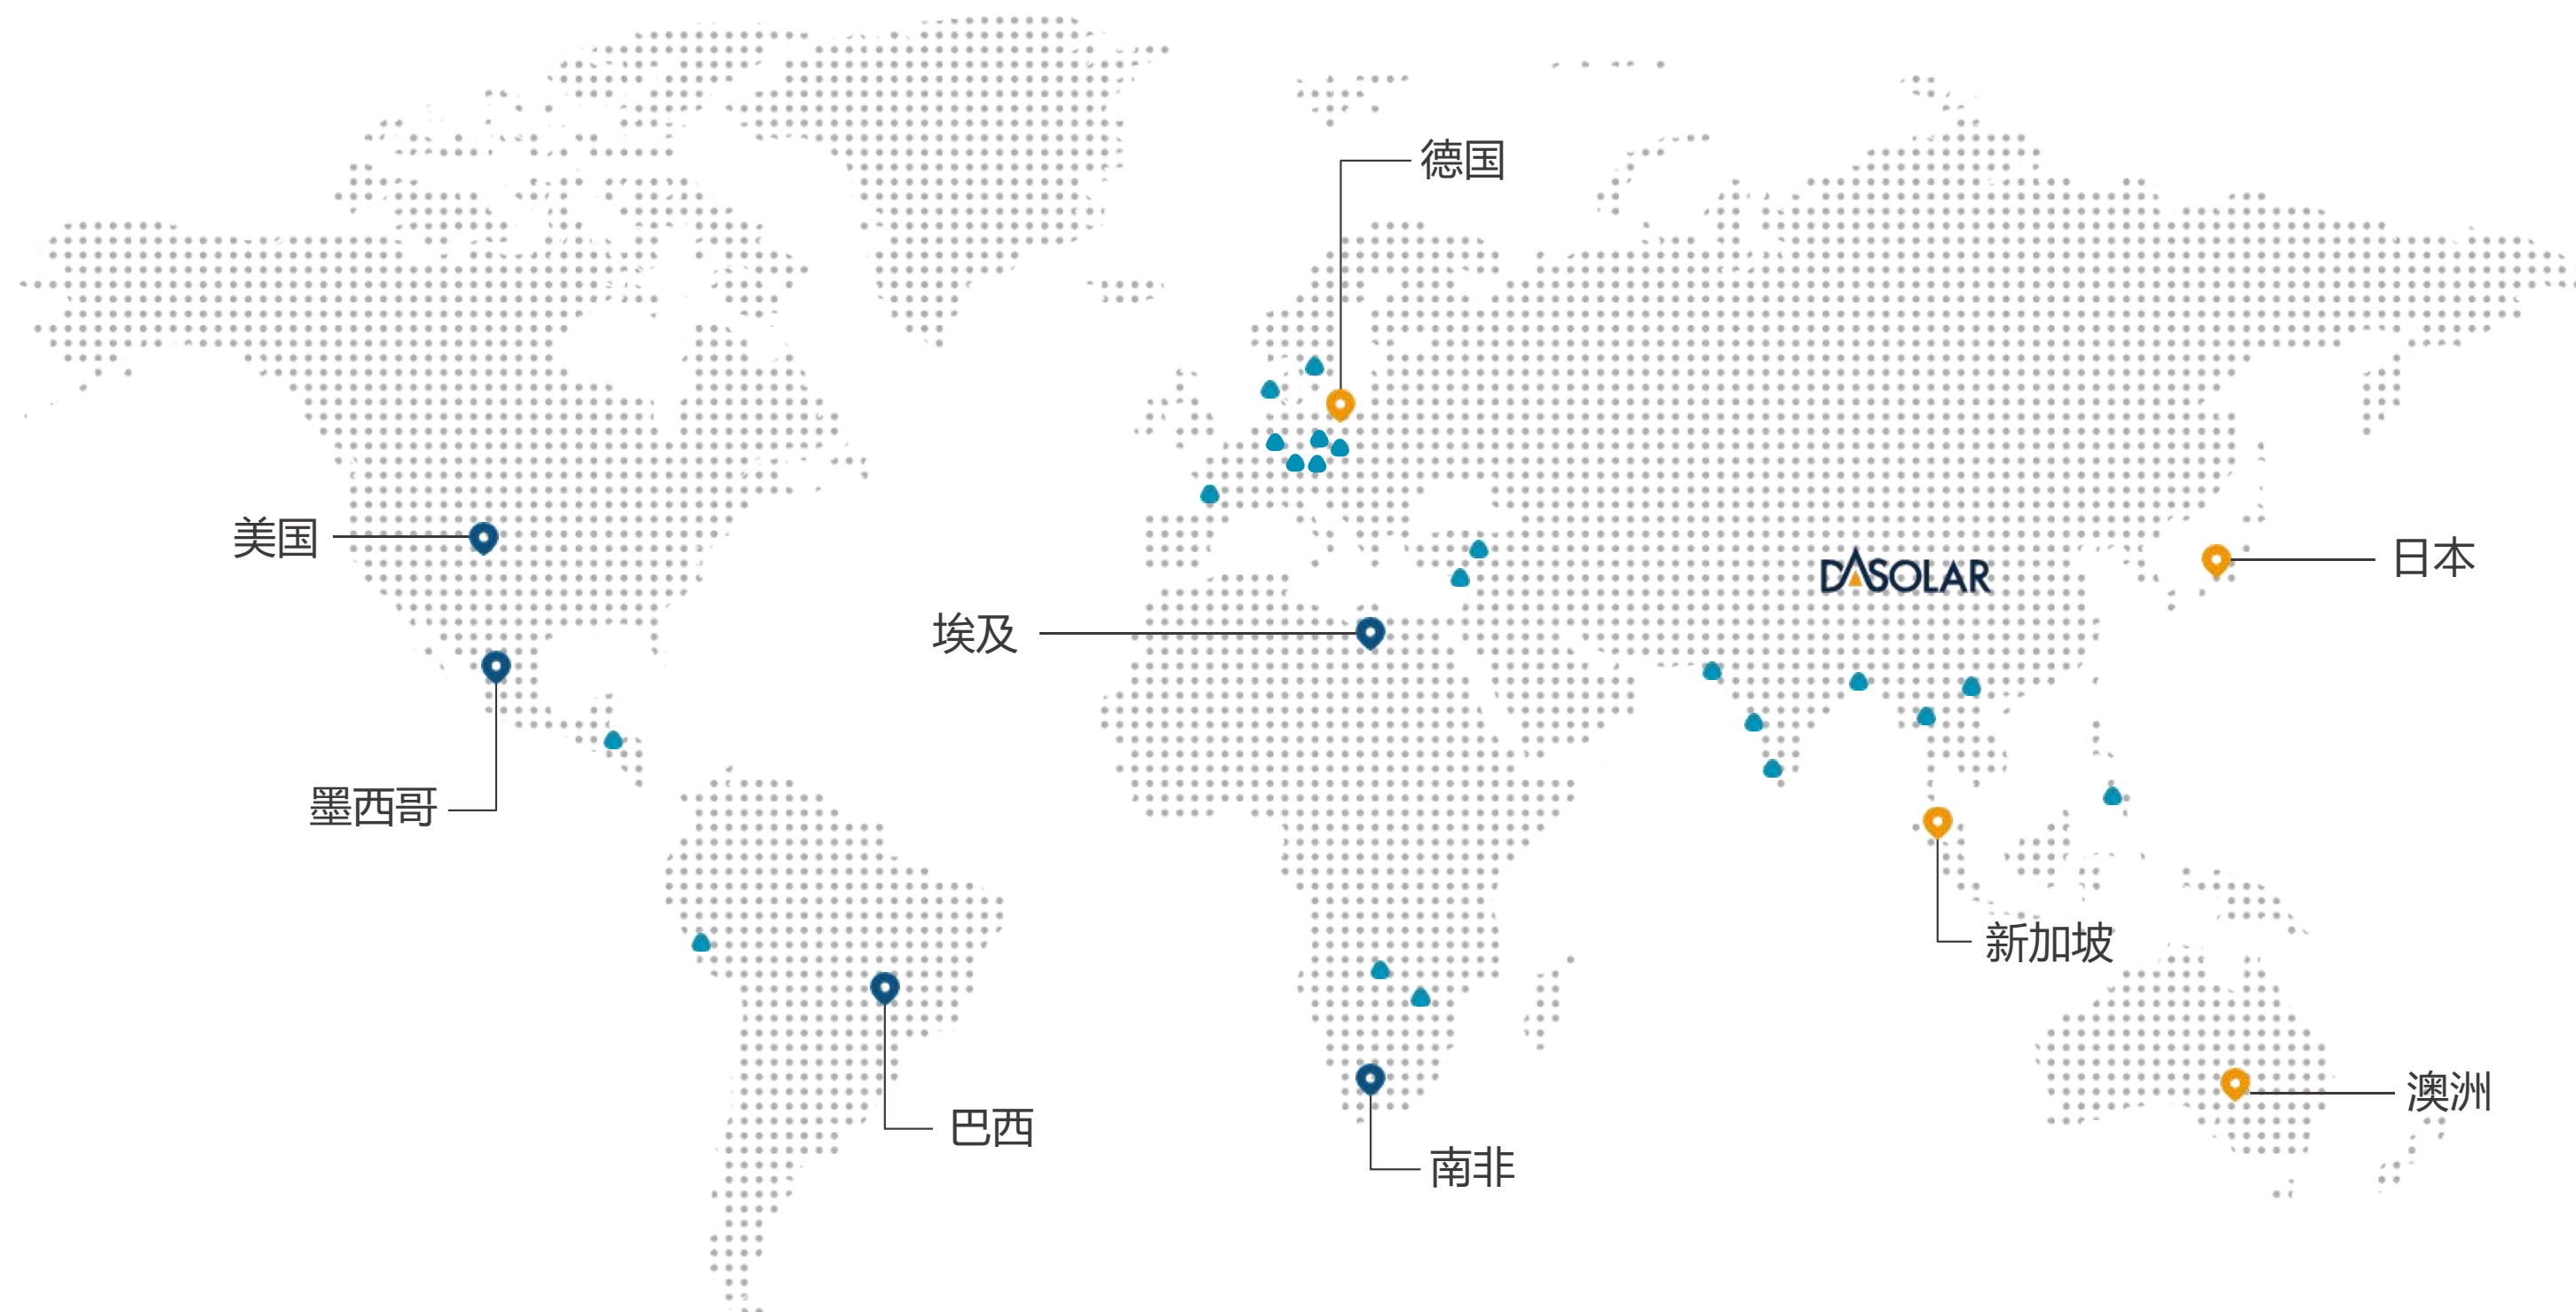 德国
美国
DASOLAR
日本
埃及
墨西哥
新加坡
澳洲
巴西
南非